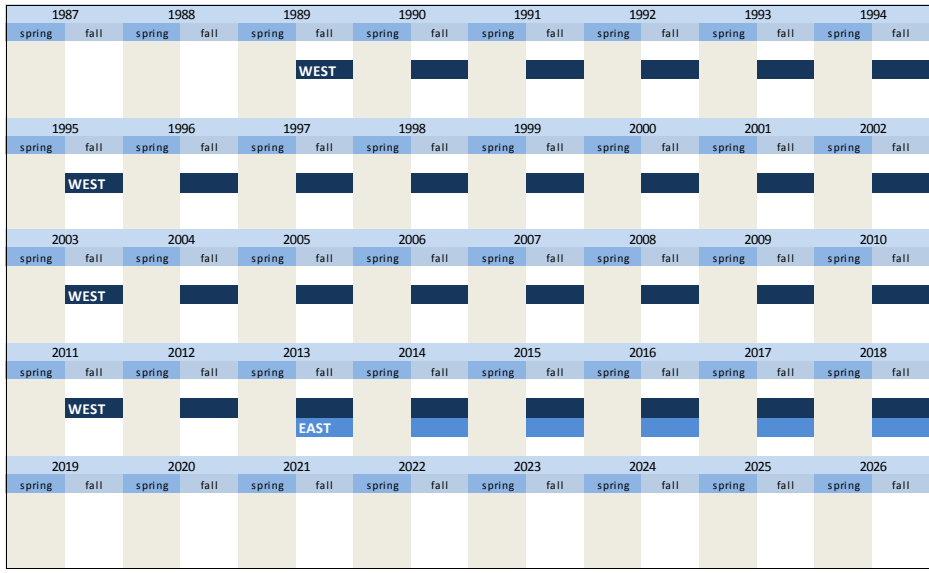 1987 1988 1989 1990 1991 1992 1993 1994
spring fall spring fall spring fall spring fall spring fall spring fall spring fall spring fall
WEST
1995 1996 1997 1998 1999 2000 2001 2002
spring fall spring fall spring fall spring fall spring fall spring fall spring fall spring fall
WEST
2003 2004 2005 2006 2007 2008 2009 2010
spring fall spring fall spring fall spring fall spring fall spring fall spring fall spring fall
WEST
2011 2012 2013 2014 2015 2016 2017 2018
spring fall spring fall spring fall spring fall spring fall spring fall spring fall spring fall
WEST
EAST
2019 2020 2021 2022 2023 2024 2025 2026
spring fall spring fall spring fall spring fall spring fall spring fall spring fall spring fall